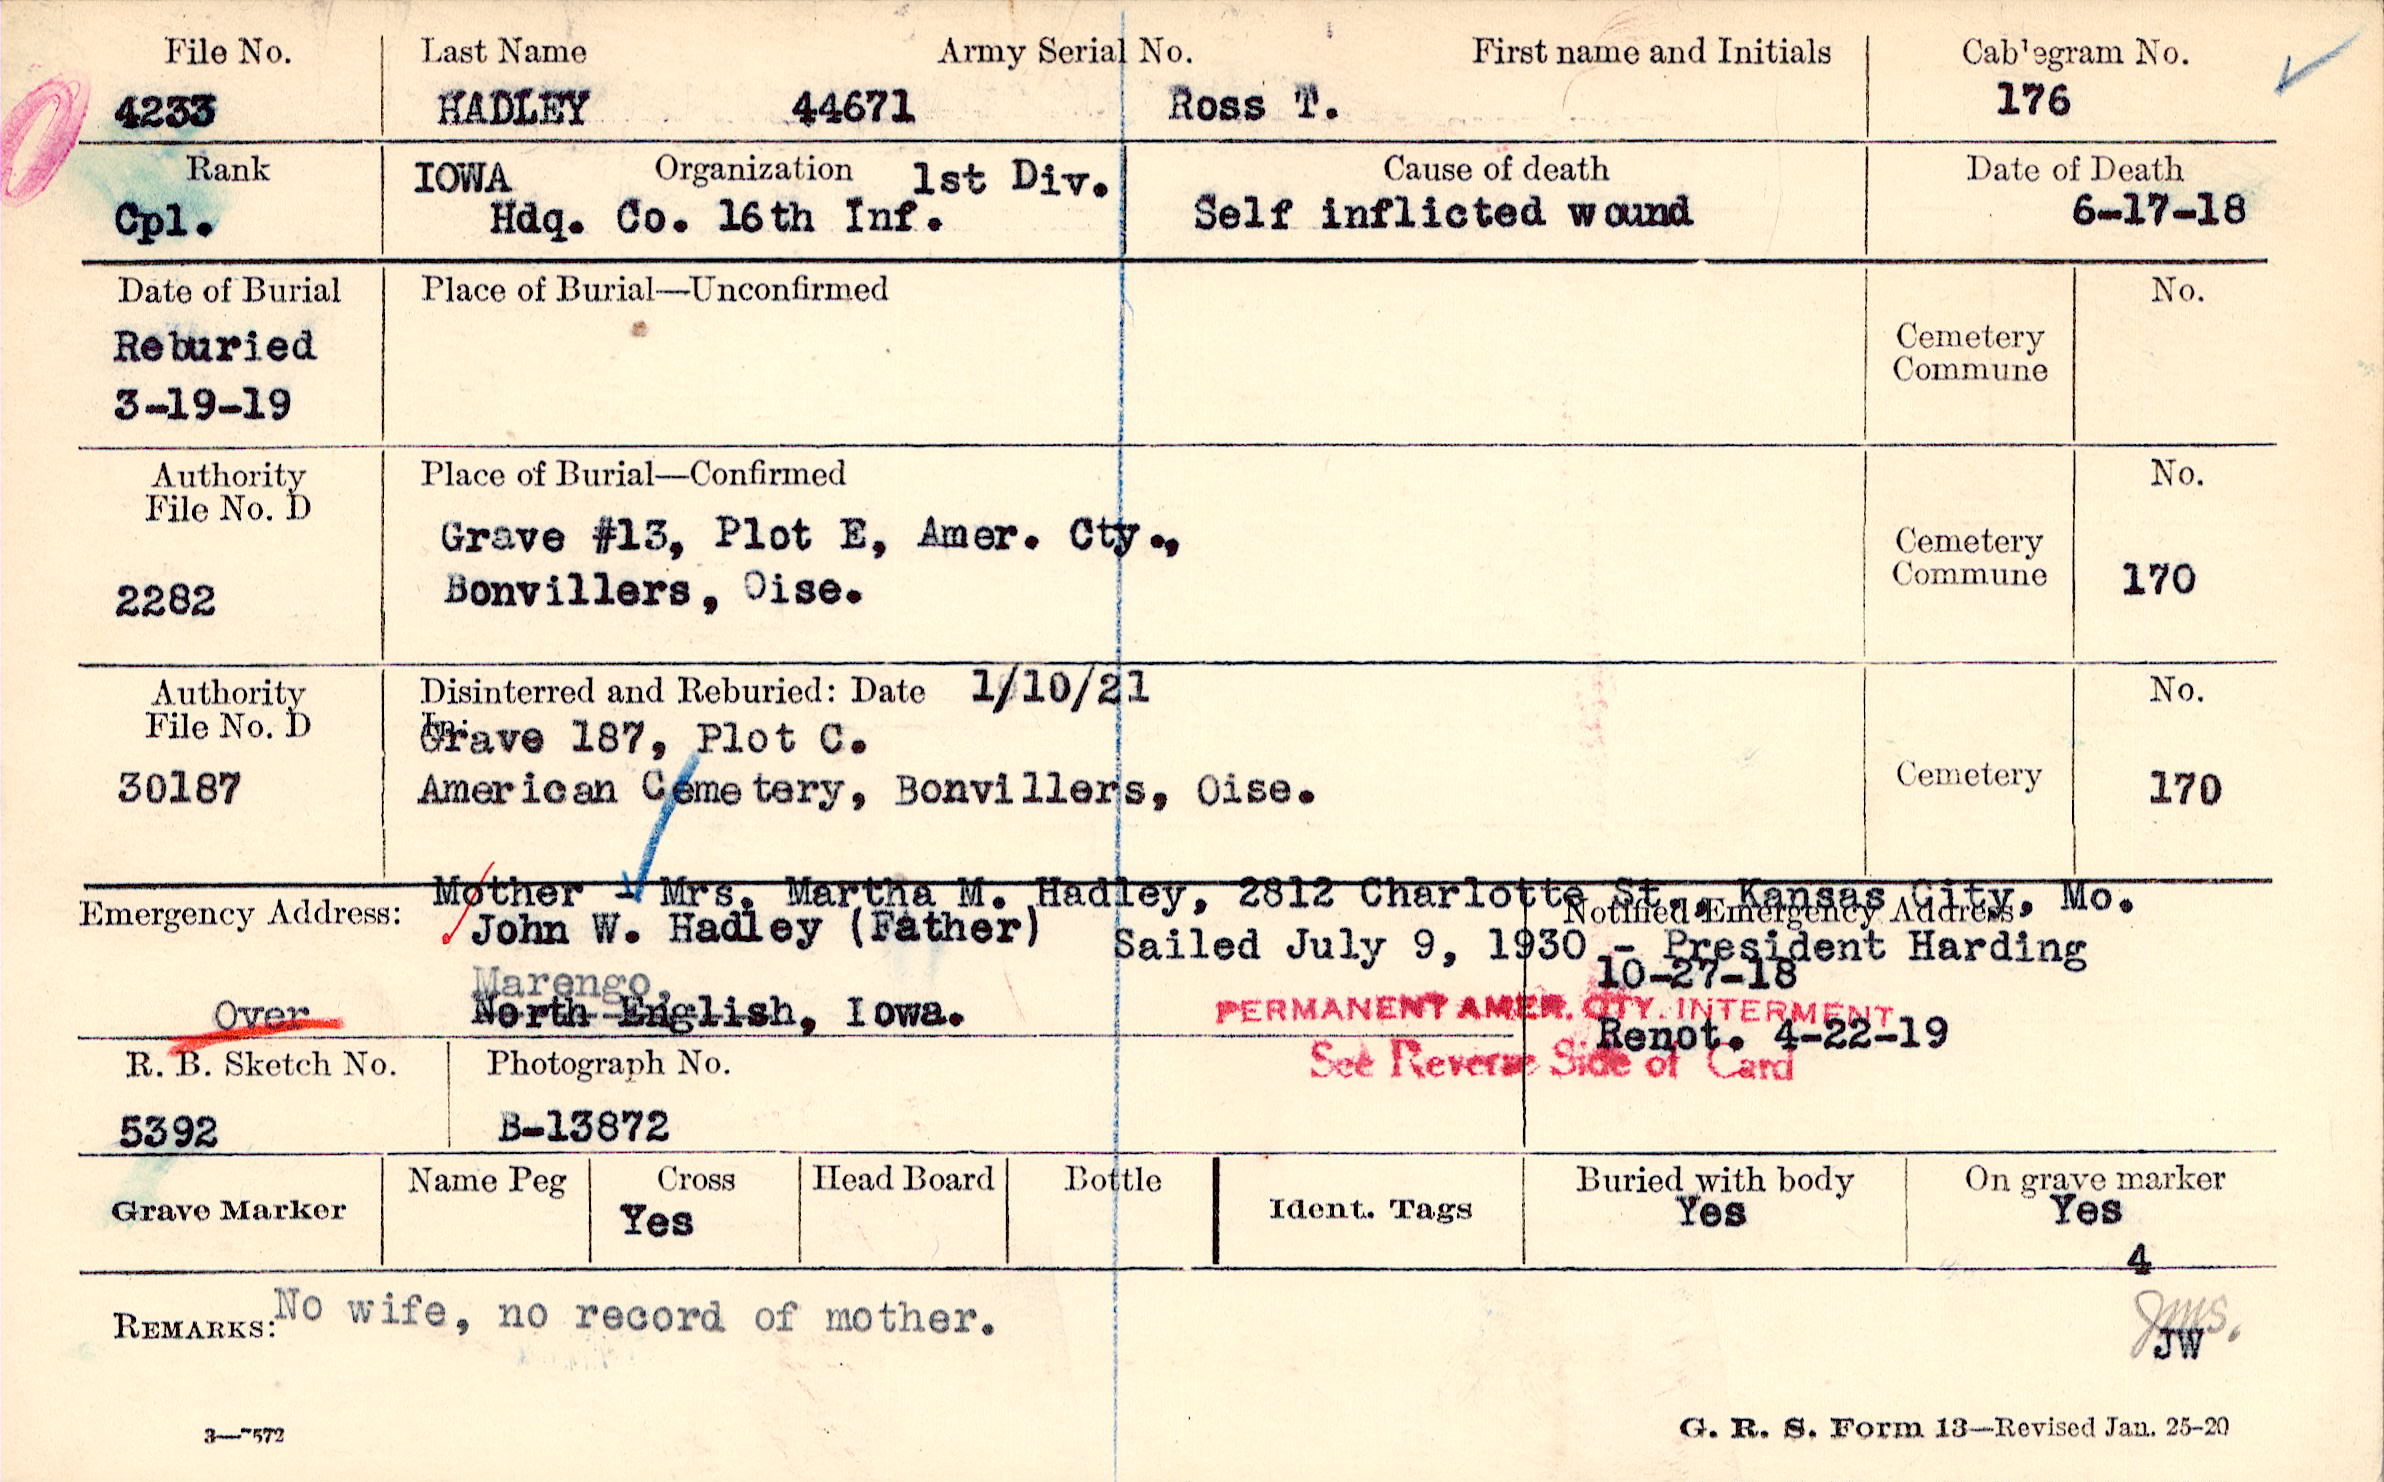 File No. Last Name Army Serial No. First name and Initials Cablegram No.
4233 HADLEY 44671 Ross T. 176
Rank IOWA Organization 1st Div. Cause of death Date of Death
Cpl. Hdq. Co. 16th Inf. Self inflicted wound 6-17-18
Date of Burial Place of Burial—Unconfirmed No.
Reburied Cemetery
3-19-19 Commune
Authority Place of Burial—Confirmed No.
File No. D
Grave #13, Plot E, Amer. Cty., Cemetery
2282 Bonvillers, Oise. Commune 170
Authority Disinterred and Reburied: Date 1/10/21 No.
File No. D In:
Grave 187, Plot C.
30187 American Cemetery, Bonvillers, Oise. Cemetery 170
Mother - Mrs. Martha M. Hadley, 2812 Charlotte St., Kansas City, Mo.
Emergency Address: John W. Hadley (Father) Notified Emergency Address
Sailed July 9, 1930 - President Harding
Marengo, 10-27-18
Over North English, Iowa. PERMANENT AMER. CTY. INTERMENT
Renot. 4-22-19
See Reverse Side of Card
R. B. Sketch No. Photograph No.
5392 B-13872
Grave Marker Name Peg Cross Head Board Bottle Ident. Tags Buried with body On grave marker
Yes Yes Yes
4
REMARKS: No wife, no record of mother. JMS.
JW
3—7572 G. R. S. Form 13—Revised Jan. 25-20